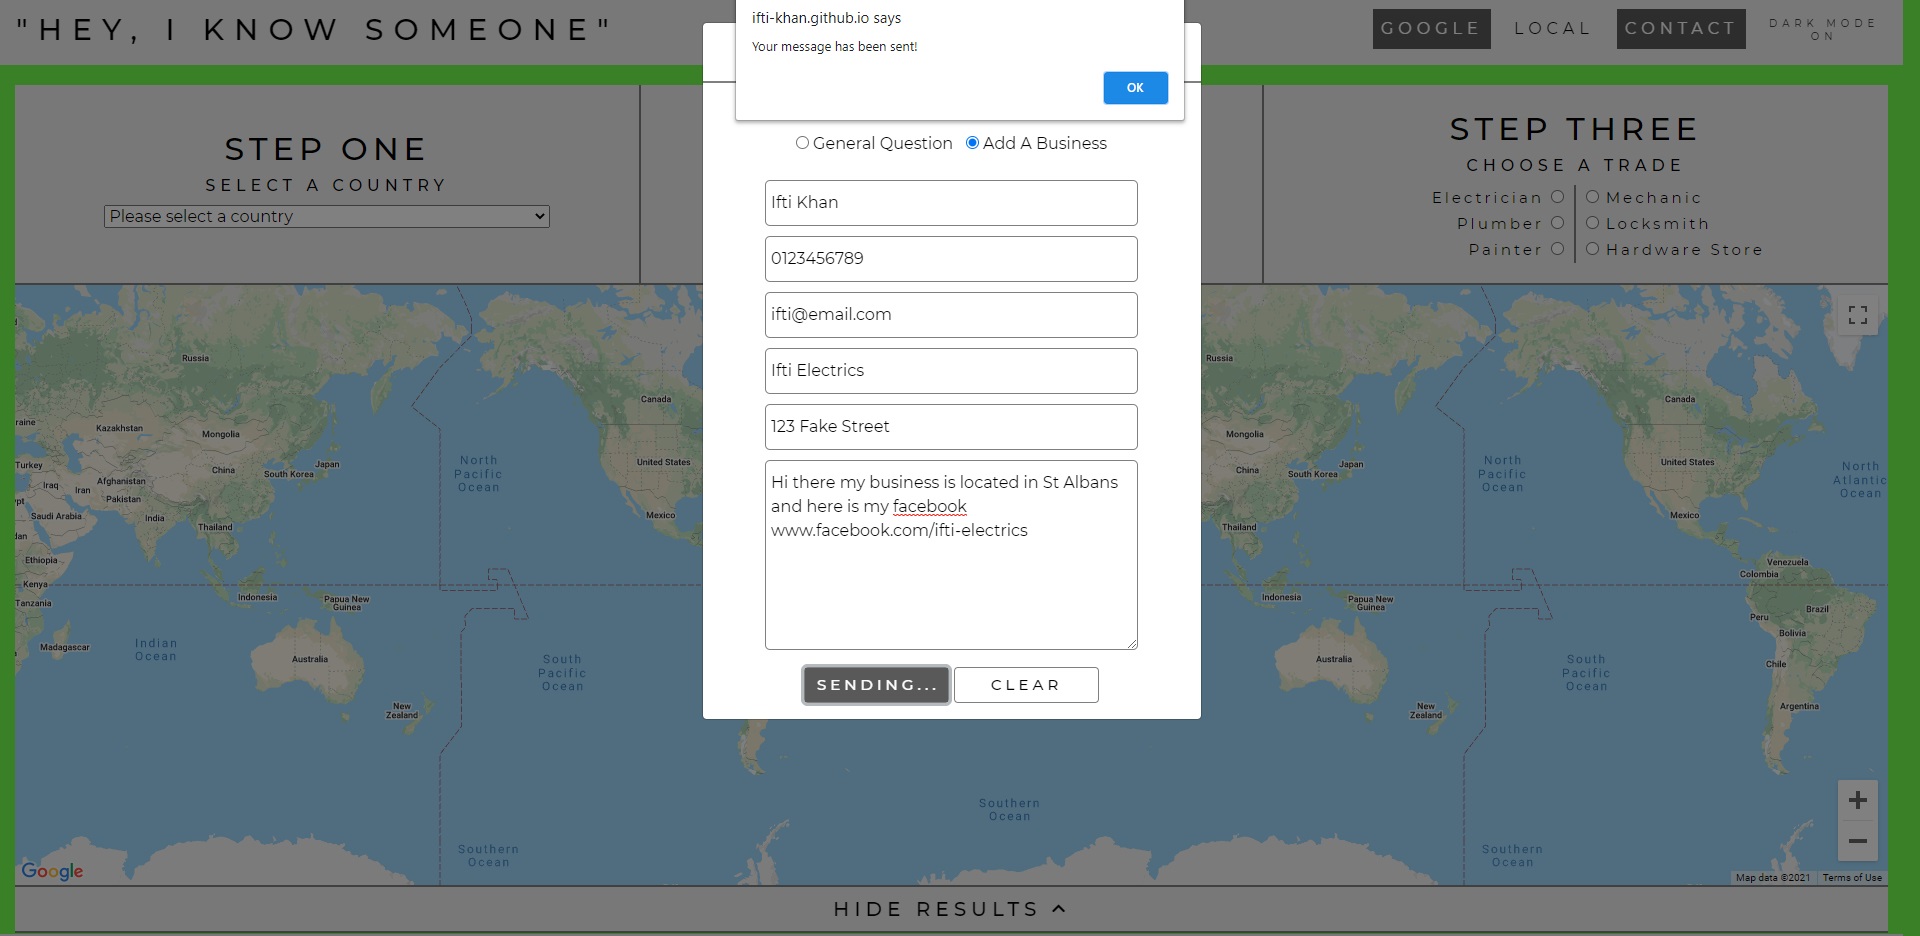 "HEY, I KNOW SOMEONE"
ifti-khan.github.io says
Your message has been sent!
OK
GOOGLE
LOCAL
CONTACT
DARK MODE
ON
STEP ONE
SELECT A COUNTRY
Please select a country
General Question
Add A Business
Ifti Khan
0123456789
ifti@email.com
Ifti Electrics
123 Fake Street
Hi there my business is located in St Albans
and here is my facebook
www.facebook.com/ifti-electrics
SENDING...
CLEAR
STEP THREE
CHOOSE A TRADE
Electrician
Mechanic
Plumber
Locksmith
Painter
Hardware Store
Russia
Canada
raine
Kazakhstan
Mongolia
Turkey
China
Japan
South Korea
North
Pacific
Ocean
United States
Iraq
Iran
Afghanistan
Pakistan
ypt
Saudi Arabia
India
Thailand
Mexico
dan
Ethiopia
Kenya
Tanzania
Indonesia
Papua New
Guinea
Madagascar
Indian
Ocean
Australia
South
Pacific
Ocean
New
Zealand
Southern
Ocean
Southern
Ocean
Russia
Canada
Mongolia
China
Japan
South Korea
North
Pacific
Ocean
United States
North
Atlantic
Ocean
India
Thailand
Mexico
Venezuela
Colombia
Indonesia
Papua New
Guinea
Peru
Brazil
Bolivia
Australia
Chile
South
Pacific
Ocean
New
Zealand
Argentina
Southern
Ocean
Google
Map data ©2021
Terms of Use
HIDE RESULTS